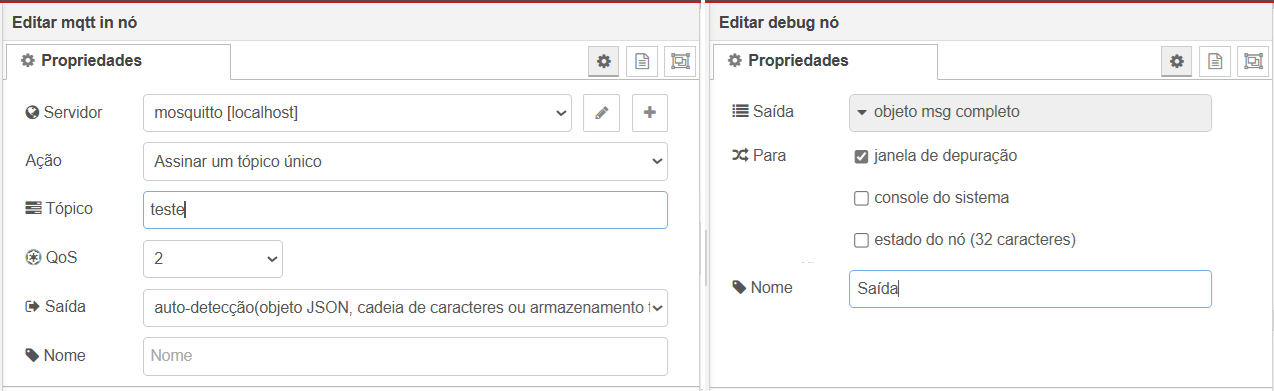 Editar mqtt in nó
Propriedades
Servidor
mosquitto [localhost]
Ação
Assinar um tópico único
Tópico
teste
QoS
2
Saída
auto-detecção(objeto JSON, cadeia de caracteres ou armazenamento
Nome
Nome
Editar debug nó
Propriedades
Saída
objeto msg completo
Para
janela de depuração
console do sistema
estado do nó (32 caracteres)
Nome
Saída